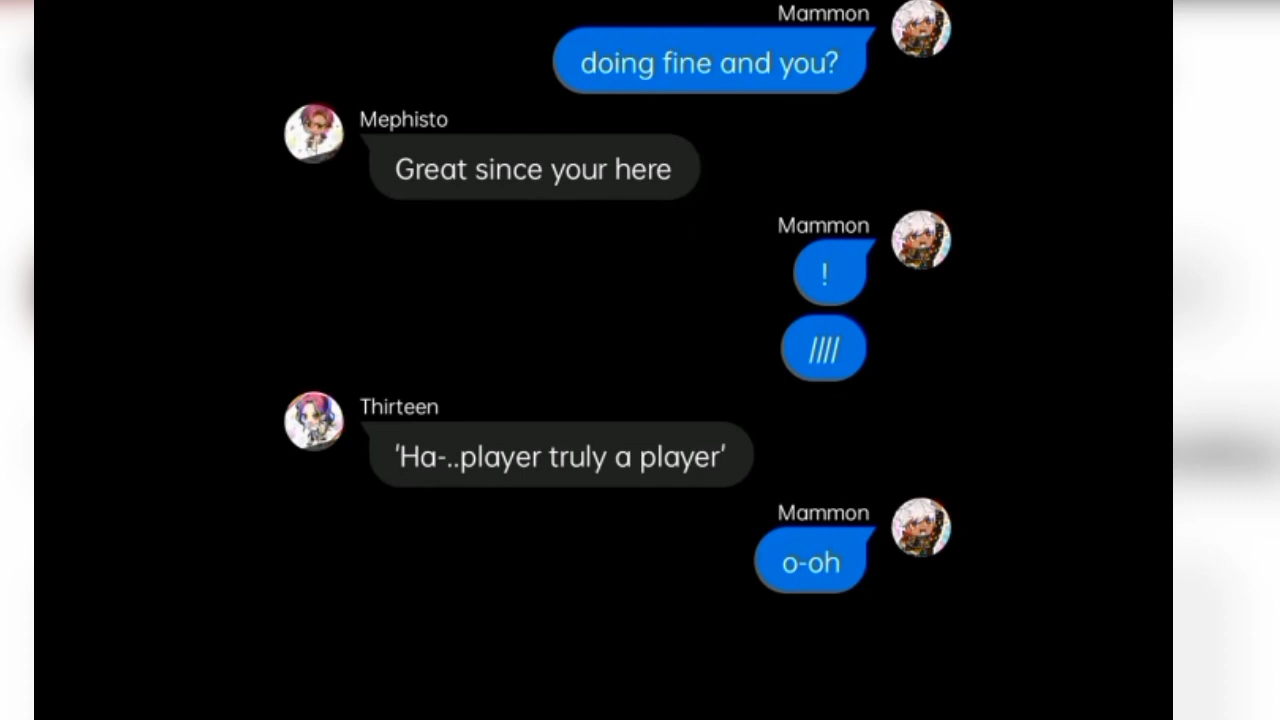 Mammon
doing fine and you?
Mephisto
Great since your here
Mammon
!
////
Thirteen
'Ha-..player truly a player'
Mammon
o-oh